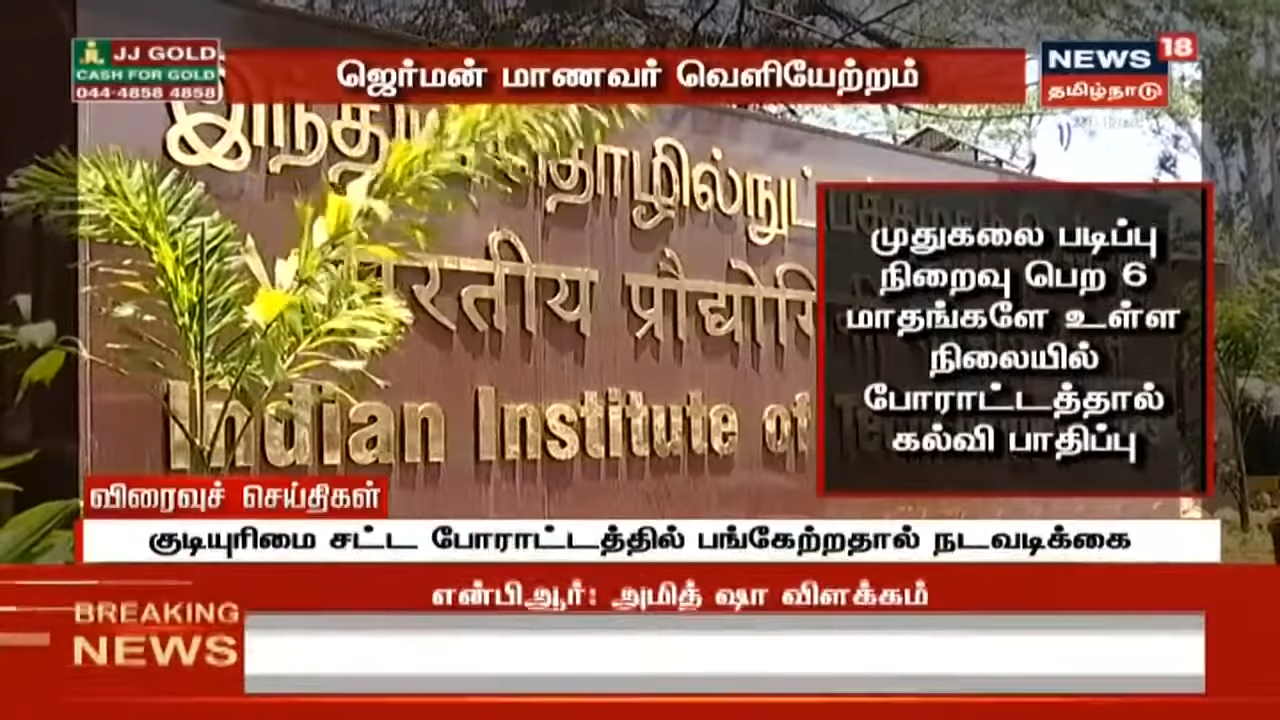 JJ GOLD
CASH FOR GOLD
044-4858 4858
ஜெர்மன் மாணவர் வெளியேற்றம்
NEWS 18
தமிழ்நாடு
முதுகலை படிப்பு
நிறைவு பெற 6
மாதங்களே உள்ள
நிலையில்
போராட்டத்தால்
கல்வி பாதிப்பு
Indian Institute of
விரைவுச் செய்திகள்
குடியுரிமை சட்ட போராட்டத்தில் பங்கேற்றதால் நடவடிக்கை
என்பிஆர்: அமித் ஷா விளக்கம்
BREAKING
NEWS